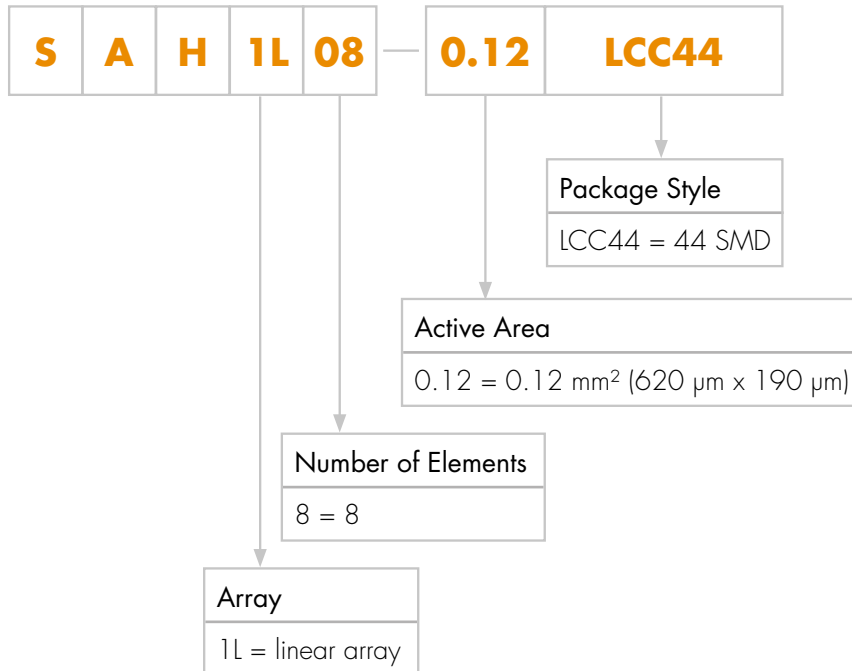 S A H 1L 08 — 0.12 LCC44
Package Style
LCC44 = 44 SMD
Active Area
0.12 = 0.12 mm² (620 µm x 190 µm)
Number of Elements
8 = 8
Array
1L = linear array